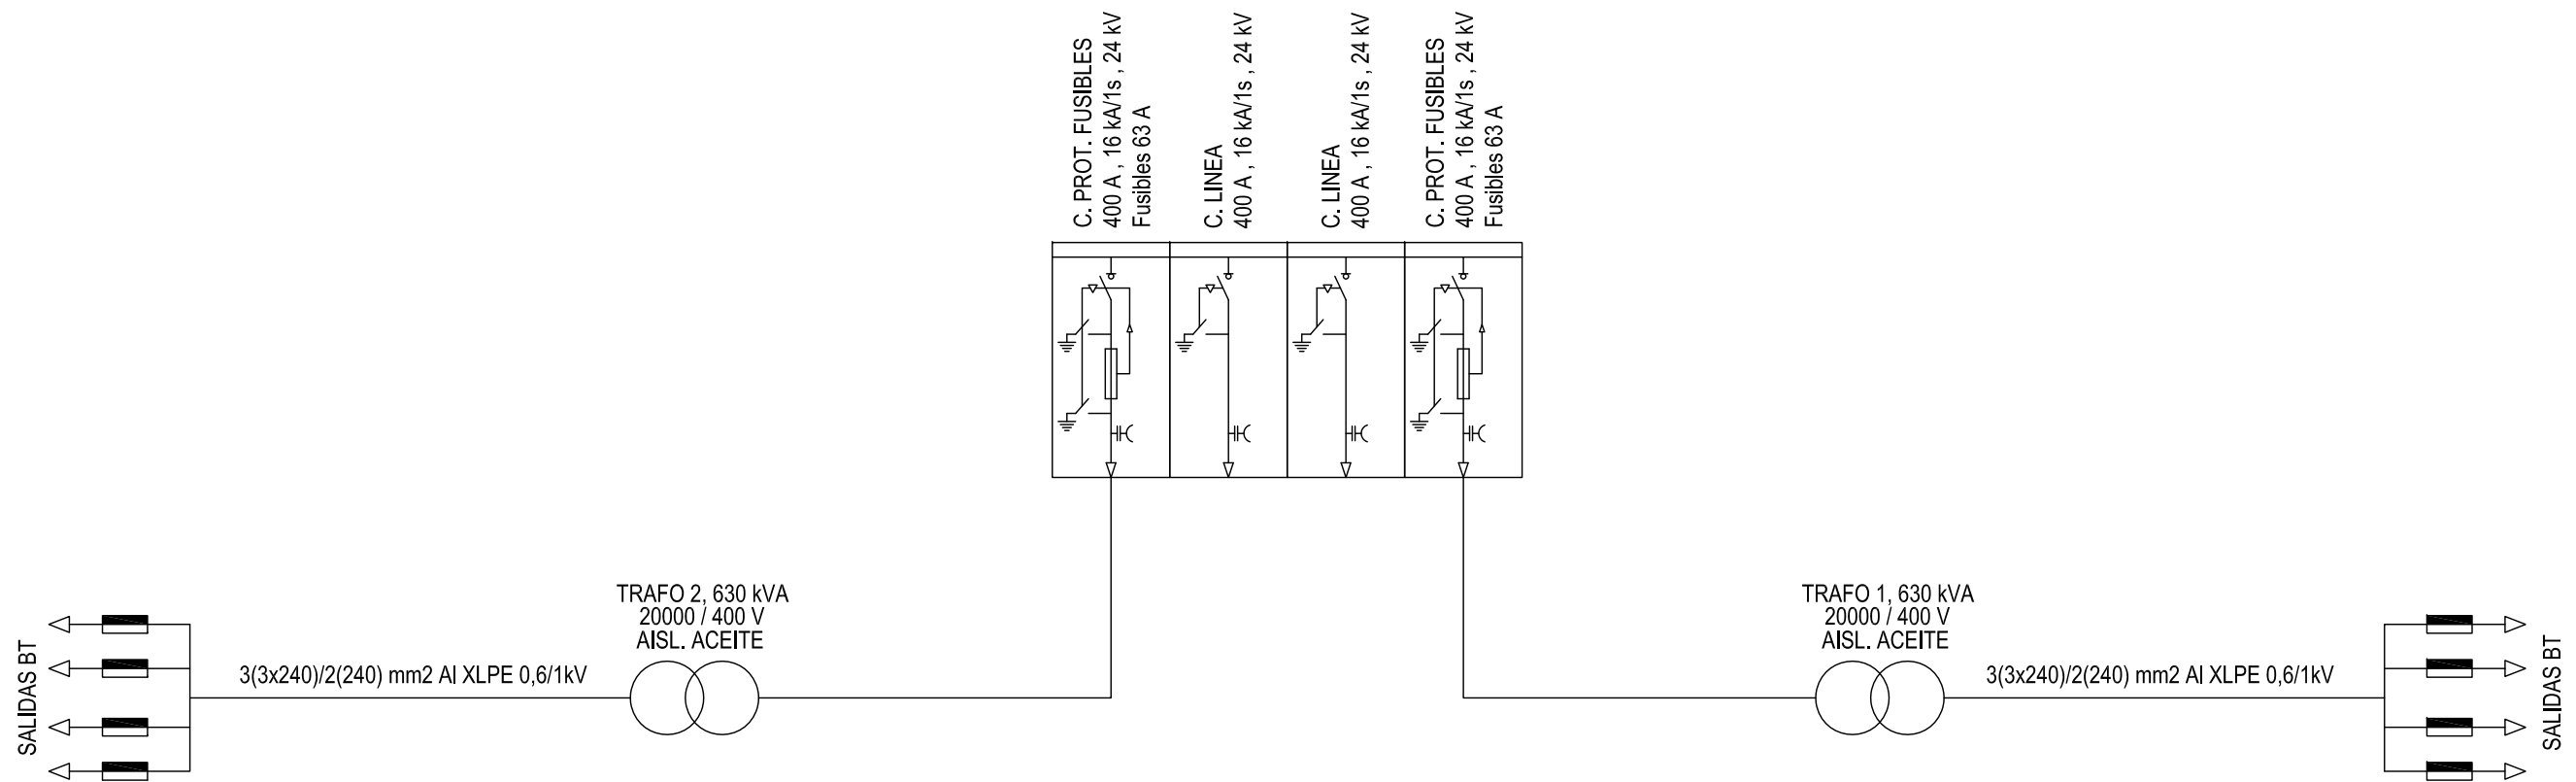 C. PROT. FUSIBLES
400 A , 16 kA/1s , 24 kV
Fusibles 63 A
C. LINEA
400 A , 16 kA/1s , 24 kV
C. LINEA
400 A , 16 kA/1s , 24 kV
C. PROT. FUSIBLES
400 A , 16 kA/1s , 24 kV
Fusibles 63 A
SALIDAS BT
3(3x240)/2(240) mm2 Al XLPE 0,6/1kV
TRAFO 2, 630 kVA
20000 / 400 V
AISL. ACEITE
TRAFO 1, 630 kVA
20000 / 400 V
AISL. ACEITE
3(3x240)/2(240) mm2 Al XLPE 0,6/1kV
SALIDAS BT